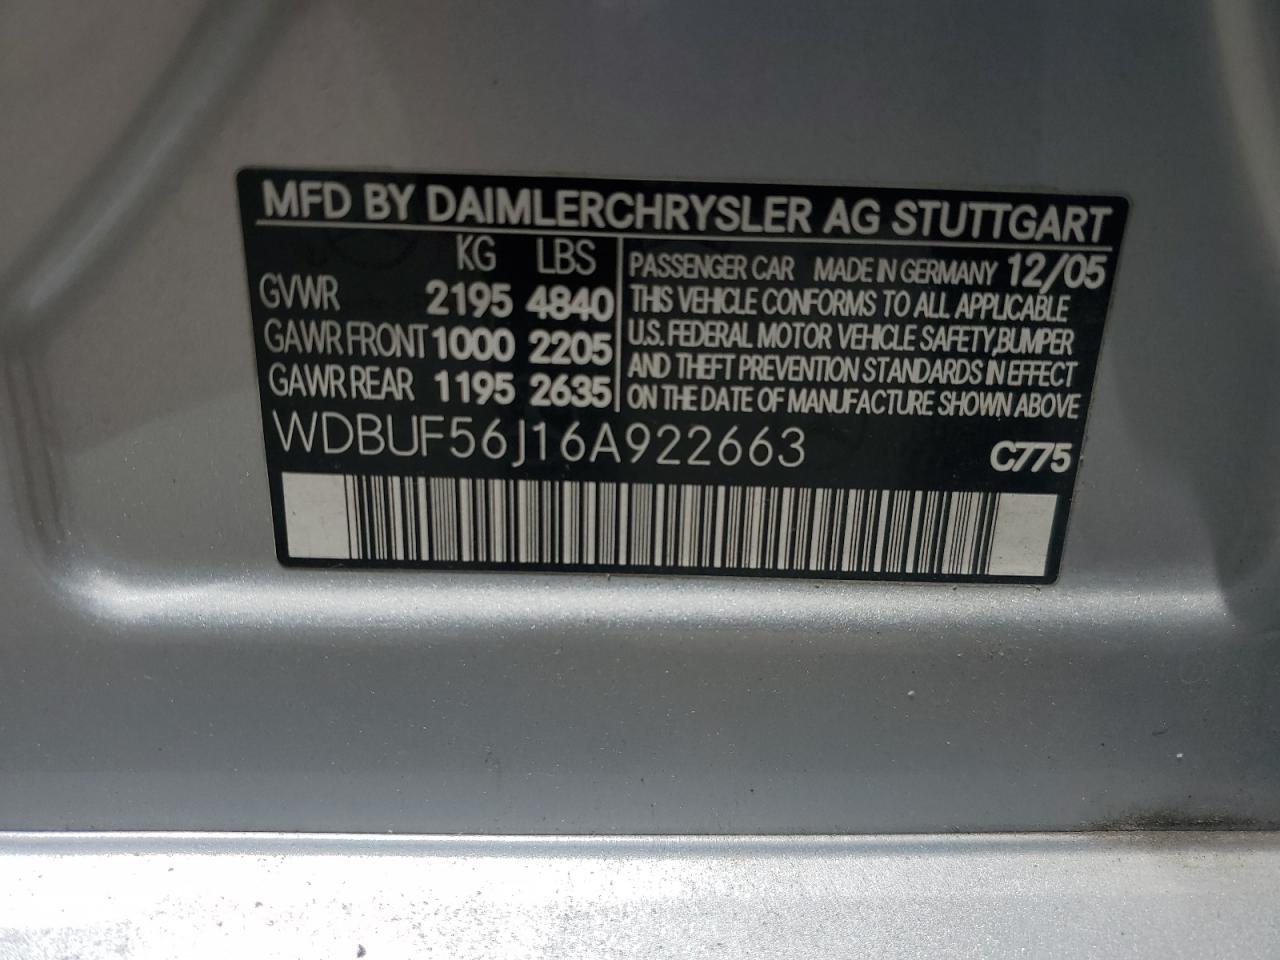 MFD BY DAIMLERCHRYSLER AG STUTTGART
KG LBS
GVWR 2195 4840
GAWR FRONT 1000 2205
GAWR REAR 1195 2635
PASSENGER CAR MADE IN GERMANY 12/05
THIS VEHICLE CONFORMS TO ALL APPLICABLE
U.S. FEDERAL MOTOR VEHICLE SAFETY,BUMPER
AND THEFT PREVENTION STANDARDS IN EFFECT
ON THE DATE OF MANUFACTURE SHOWN ABOVE
WDBUF56J16A922663 C775